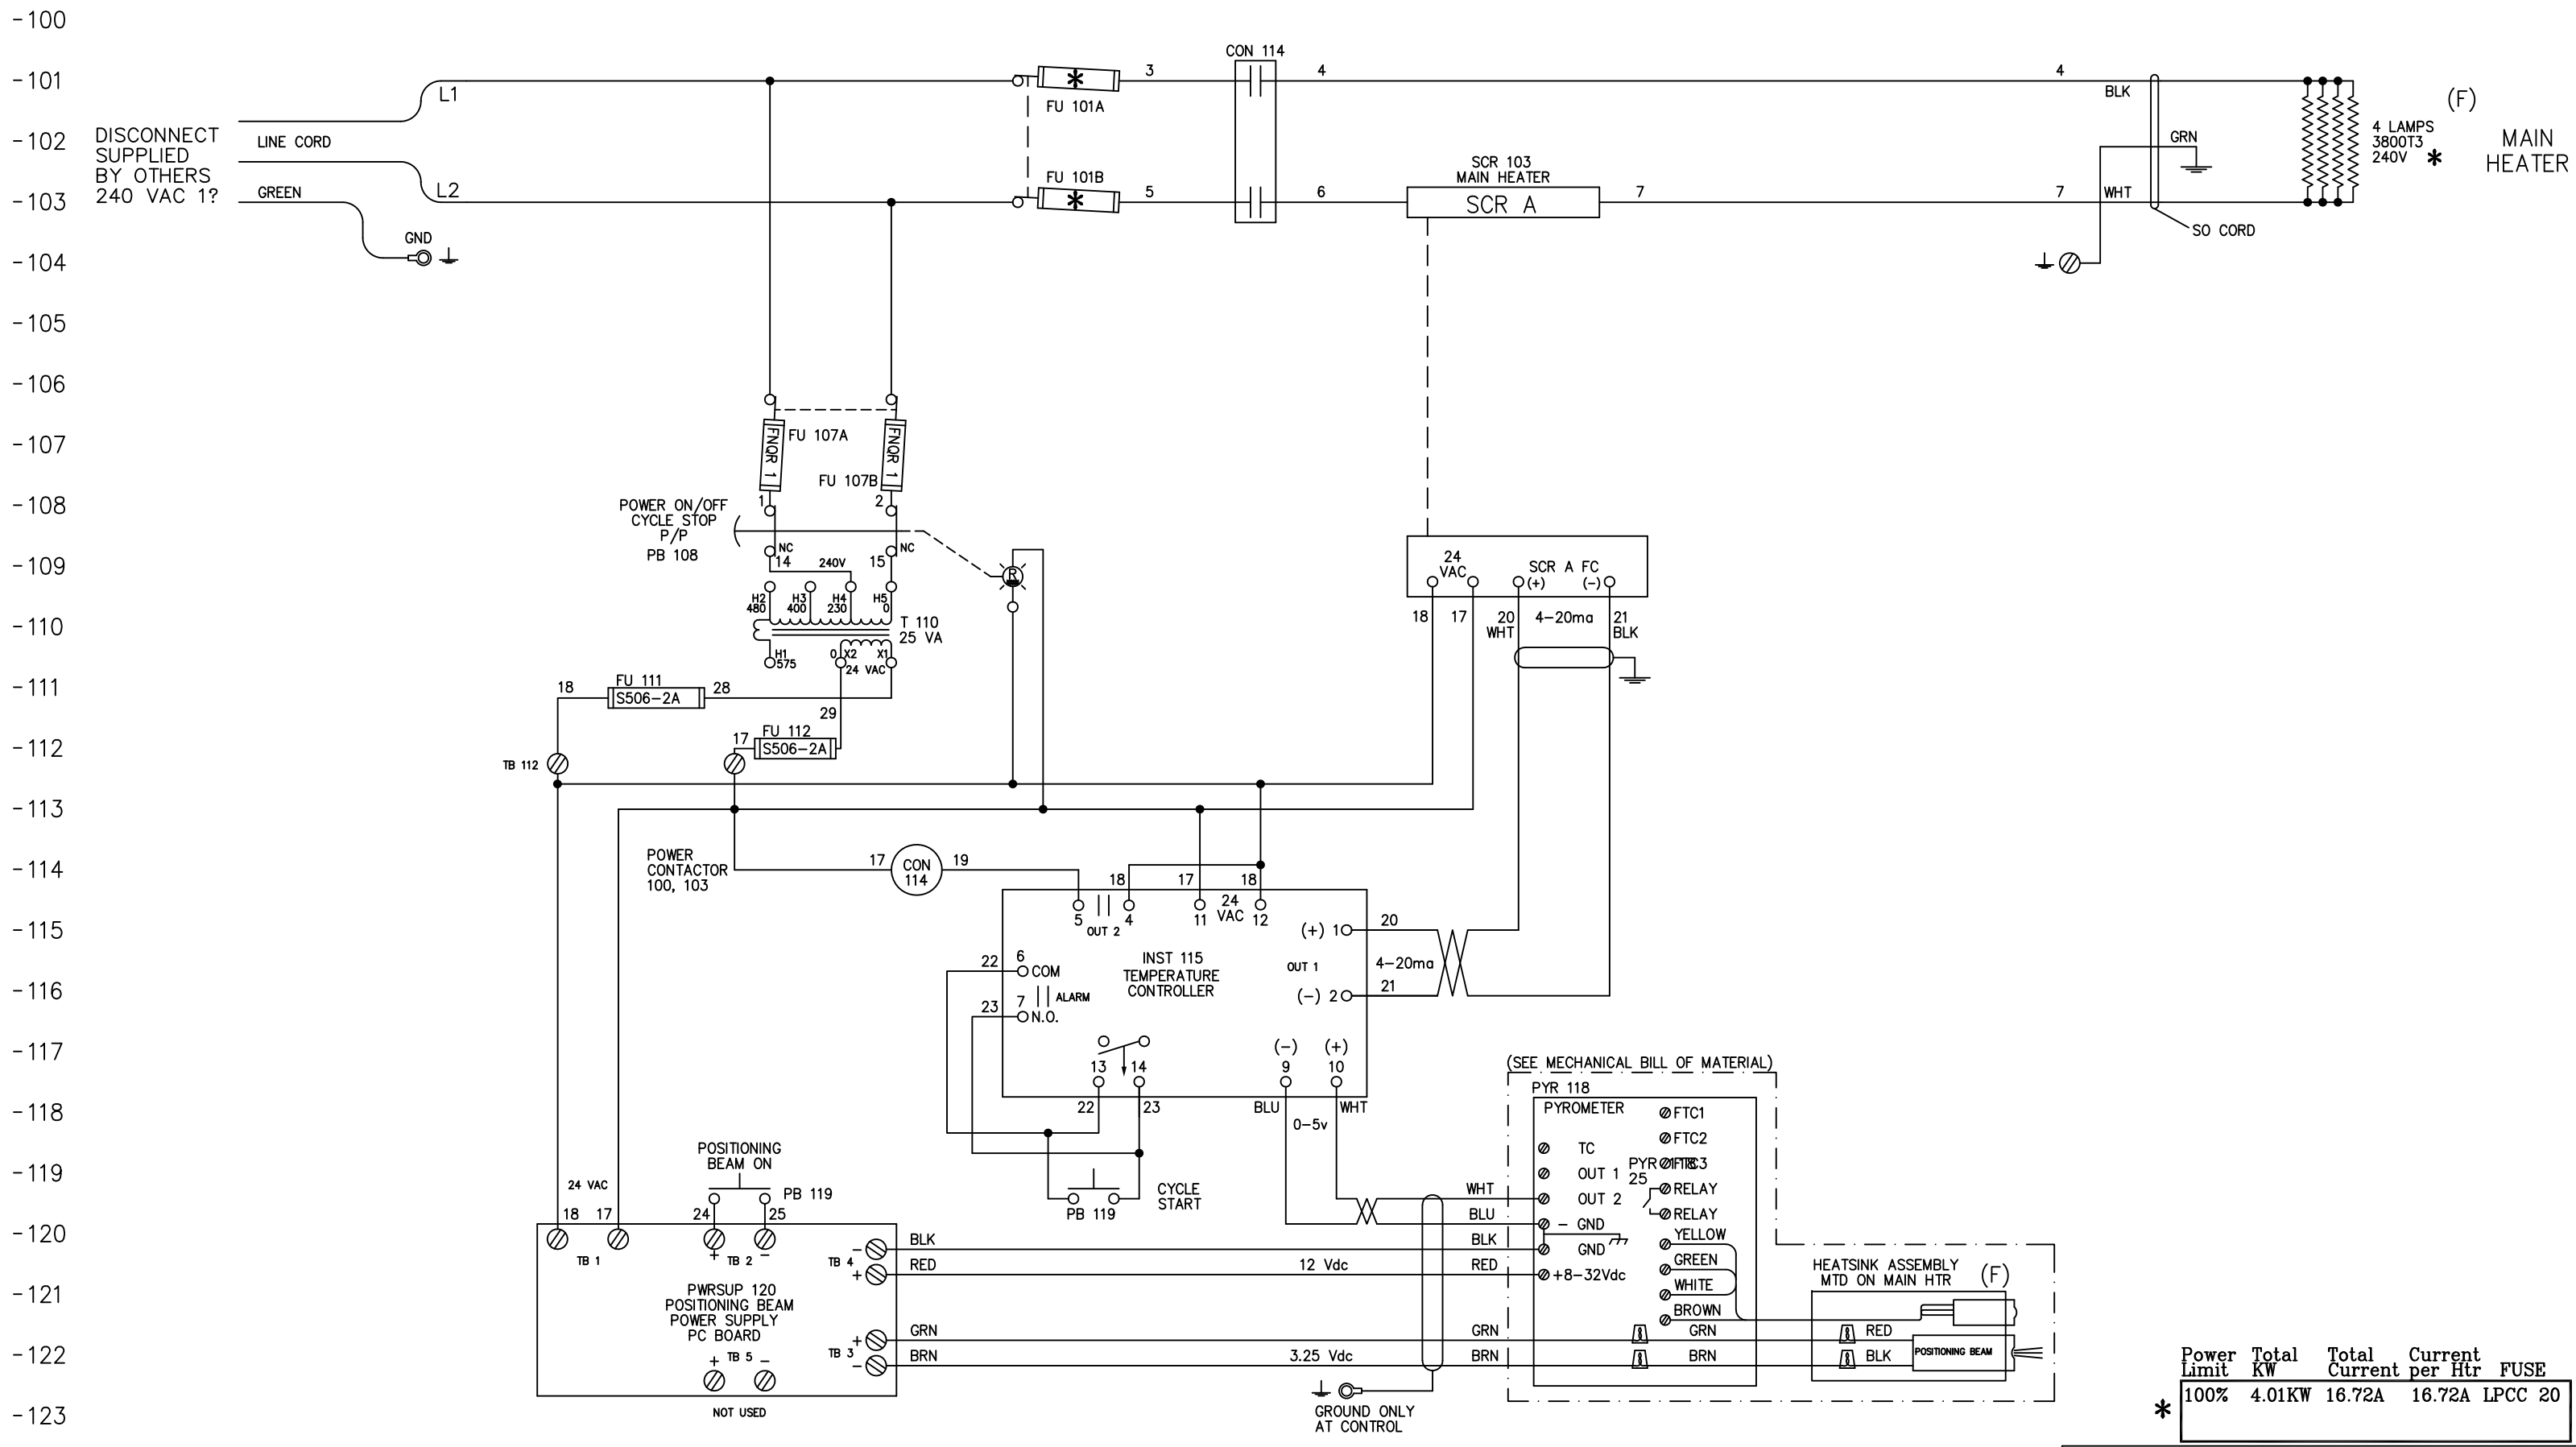 -100
CON 114
-101
L1
FU 101A
3
4
4
BLK
(F)
DISCONNECT
SUPPLIED
BY OTHERS
240 VAC 1?
-102
LINE CORD
GRN
4 LAMPS
3800T3
240V *
MAIN
HEATER
SCR 103
MAIN HEATER
-103
GREEN
L2
FU 101B
5
6
SCR A
7
7
WHT
SO CORD
GND
-104
-105
-106
-107
FNQR 1
FU 107A
FNQR 1
FU 107B
-108
1
2
POWER ON/OFF
CYCLE STOP
P/P
PB 108
NC
14
240V
15
NC
-109
R
24
VAC
SCR A FC
(+)
(-)
H2
480
H3
400
H4
230
H5
0
-110
T 110
25 VA
18
17
20
WHT
4-20ma
21
BLK
H1
575
0
X2
X1
24 VAC
-111
18
FU 111
S506-2A
28
29
-112
17
FU 112
S506-2A
TB 112
-113
-114
POWER
CONTACTOR
100, 103
17
CON
114
19
18
17
18
5
4
11
24
VAC
12
OUT 2
-115
(+) 1
20
INST 115
TEMPERATURE
CONTROLLER
OUT 1
4-20ma
22
6
COM
ALARM
-116
(-) 2
21
23
7
N.O.
-117
13
14
(-)
9
(+)
10
(SEE MECHANICAL BILL OF MATERIAL)
PYR 118
-118
22
23
BLU
WHT
0-5v
PYROMETER
FTC1
FTC2
TC
-119
POSITIONING
BEAM ON
PB 119
24 VAC
CYCLE
START
PB 119
WHT
OUT 1
PYR 118
25
FTC3
OUT 2
RELAY
-120
18
17
24
25
BLU
- GND
RELAY
TB 1
+
TB 2
-
TB 4
-
BLK
BLK
GND
YELLOW
+
RED
12 Vdc
RED
+8-32Vdc
GREEN
HEATSINK ASSEMBLY
MTD ON MAIN HTR
(F)
-121
PWRSUP 120
POSITIONING BEAM
POWER SUPPLY
PC BOARD
WHITE
BROWN
-122
TB 3
+
GRN
GRN
GRN
RED
-
BRN
3.25 Vdc
BRN
BRN
BLK
POSITIONING BEAM
+
TB 5
-
NOT USED
-123
GROUND ONLY
AT CONTROL
Power Limit
Total KW
Total Current
Current per Htr
FUSE
* 100% 4.01KW 16.72A 16.72A LPCC 20